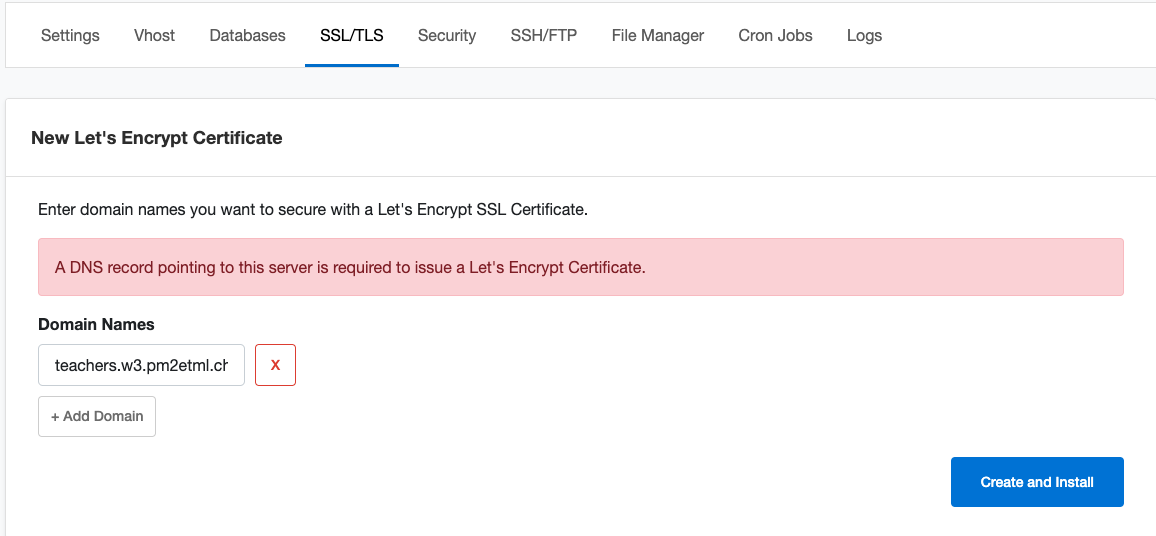 Settings Vhost Databases SSL/TLS Security SSH/FTP File Manager Cron Jobs Logs
New Let's Encrypt Certificate
Enter domain names you want to secure with a Let's Encrypt SSL Certificate.
A DNS record pointing to this server is required to issue a Let's Encrypt Certificate.
Domain Names
teachers.w3.pm2etml.ch X
+ Add Domain
Create and Install